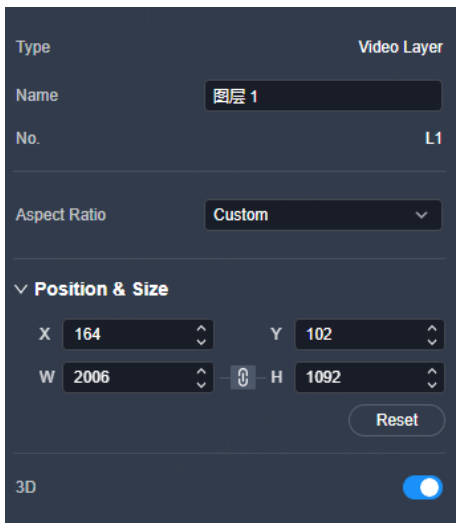 Type Video Layer
Name 图层 1
No. L1
Aspect Ratio Custom
Position & Size
X 164 Y 102
W 2006 H 1092
Reset
3D